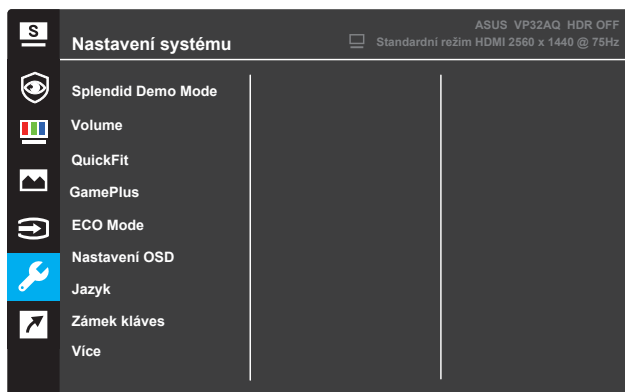 S
ASUS VP32AQ HDR OFF
Nastavení systému
Standardní režim HDMI 2560 x 1440 @ 75Hz
Splendid Demo Mode
Volume
QuickFit
GamePlus
ECO Mode
Nastavení OSD
Jazyk
Zámek kláves
Více